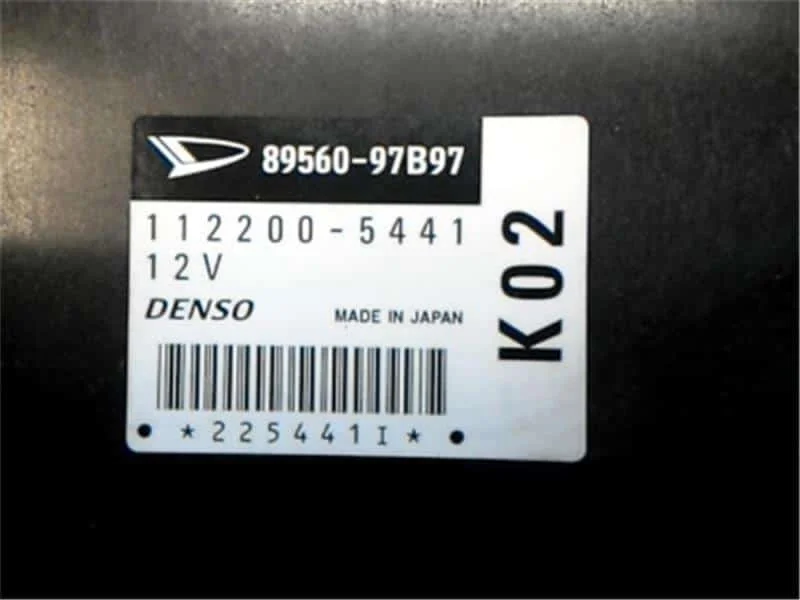 89560-97B97
112200-5441
12V
DENSO MADE IN JAPAN
*225441I*
K02